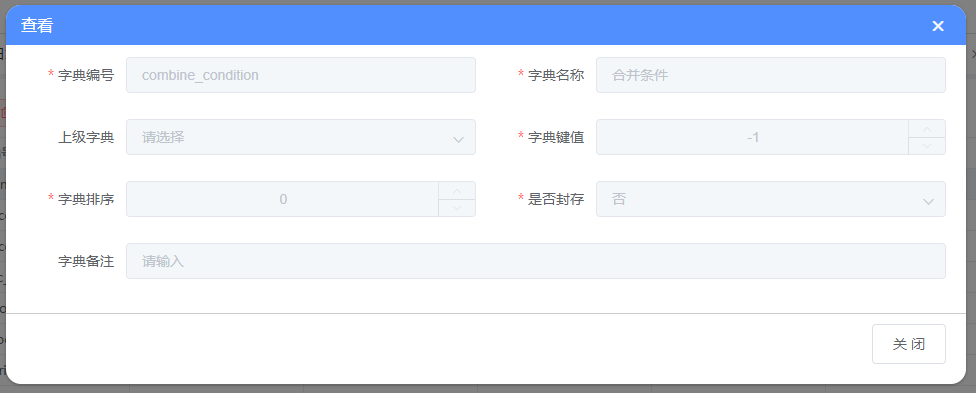 查看
* 字典编号 combine_condition * 字典名称 合并条件
上级字典 请选择 * 字典键值 -1
* 字典排序 0 * 是否封存 否
字典备注 请输入
关 闭